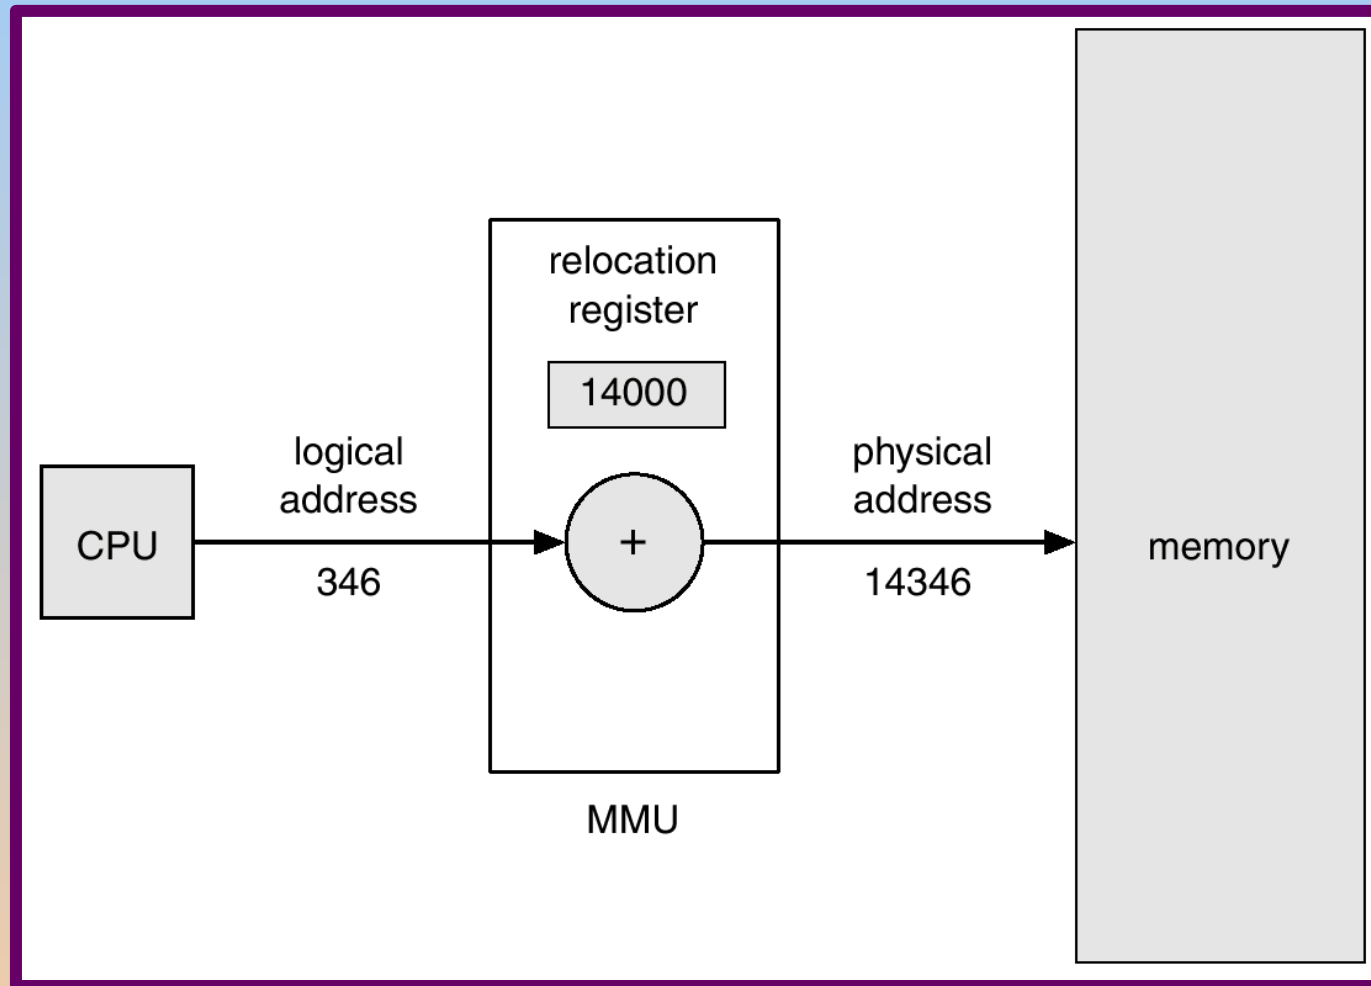 relocation
register
14000
logical
address
physical
address
CPU
+
memory
346
14346
MMU